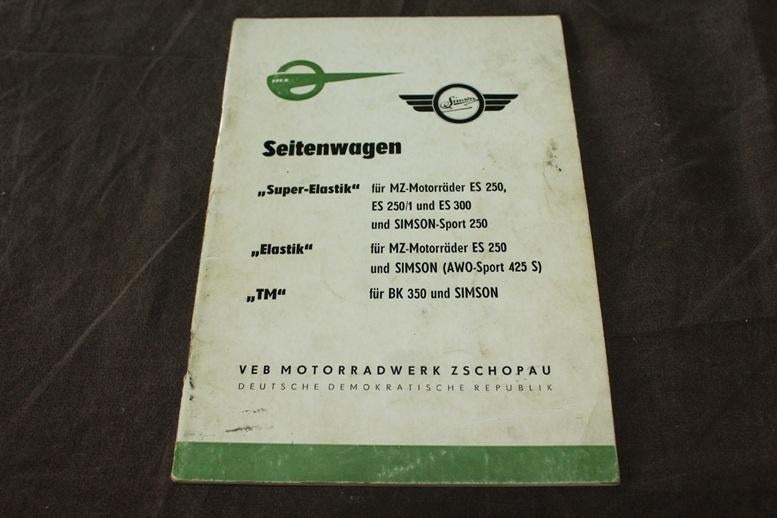 Simson
Seitenwagen
„Super-Elastik“ für MZ-Motorräder ES 250,
ES 250/1 und ES 300
und SIMSON-Sport 250
„Elastik“ für MZ-Motorräder ES 250
und SIMSON (AWO-Sport 425 S)
„TM“ für BK 350 und SIMSON
VEB MOTORRADWERK ZSCHOPAU
DEUTSCHE DEMOKRATISCHE REPUBLIK